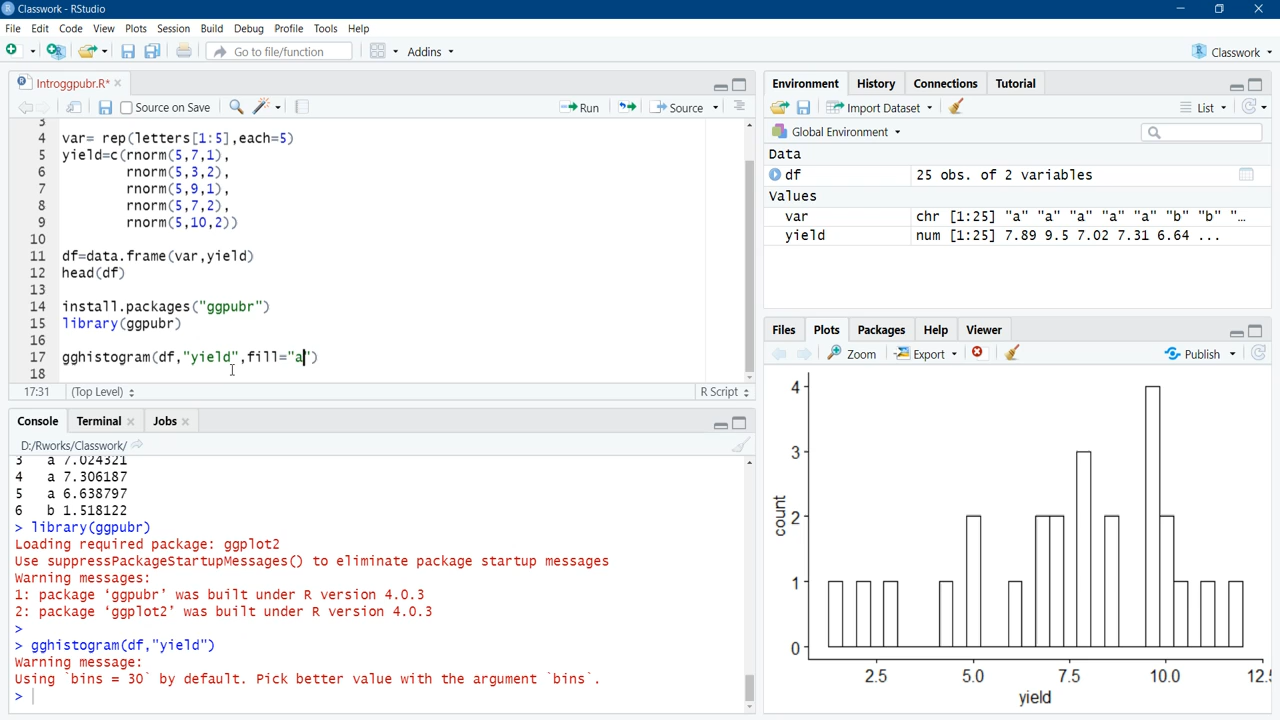 Classwork - RStudio
File Edit Code View Plots Session Build Debug Profile Tools Help
Go to file/function Addins Classwork
Introggpubr.R*
Source on Save Run Source
3
4 var= rep(letters[1:5],each=5)
5 yield=c(rnorm(5,7,1),
6 rnorm(5,3,2),
7 rnorm(5,9,1),
8 rnorm(5,7,2),
9 rnorm(5,10,2))
10
11 df=data.frame(var,yield)
12 head(df)
13
14 install.packages("ggpubr")
15 library(ggpubr)
16
17 gghistogram(df,"yield",fill="a")
18
17:31 (Top Level) R Script
Console Terminal Jobs
D:/Rworks/Classwork/
3 a 7.024321
4 a 7.306187
5 a 6.638797
6 b 1.518122
> library(ggpubr)
Loading required package: ggplot2
Use suppressPackageStartupMessages() to eliminate package startup messages
Warning messages:
1: package ‘ggpubr’ was built under R version 4.0.3
2: package ‘ggplot2’ was built under R version 4.0.3
>
> gghistogram(df,"yield")
Warning message:
Using `bins = 30` by default. Pick better value with the argument `bins`.
>
Environment History Connections Tutorial
Import Dataset List
Global Environment
Data
df 25 obs. of 2 variables
Values
var chr [1:25] "a" "a" "a" "a" "a" "b" "b" "…
yield num [1:25] 7.89 9.5 7.02 7.31 6.64 ...
Files Plots Packages Help Viewer
Zoom Export Publish
4
3
2
1
0
count
2.5 5.0 7.5 10.0 12.5
yield